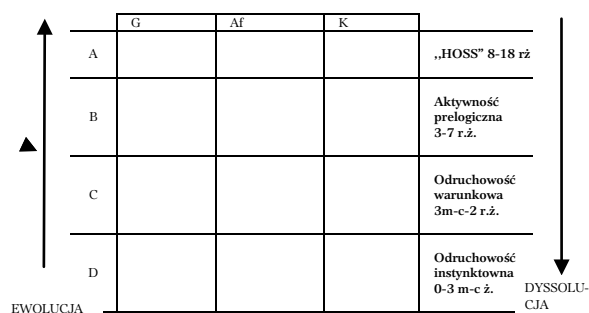 G Af K
A ,,HOSS” 8-18 rż
B Aktywność
prelogiczna
3-7 r.ż.
C Odruchowość
warunkowa
3m-c-2 r.ż.
D Odruchowość
instynktowna
0-3 m-c ż.
EWOLUCJA
DYSSOLU-
CJA